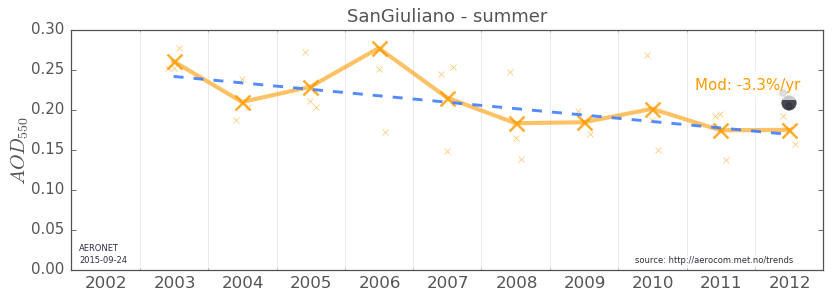 SanGiuliano - summer
0.30
0.25
0.20
0.15
0.10
0.05
0.00
AOD550
Mod: -3.3%/yr
AERONET
2015-09-24
source: http://aerocom.met.no/trends
2002 2003 2004 2005 2006 2007 2008 2009 2010 2011 2012